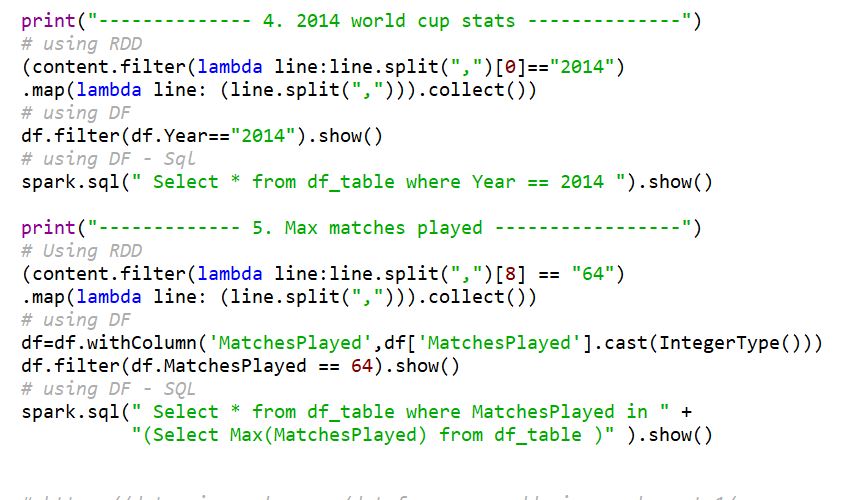 print("-------------- 4. 2014 world cup stats --------------")
# using RDD
(content.filter(lambda line:line.split(",")[0]=="2014")
.map(lambda line: (line.split(","))).collect())
# using DF
df.filter(df.Year=="2014").show()
# using DF - Sql
spark.sql(" Select * from df_table where Year == 2014 ").show()
print("------------- 5. Max matches played -----------------")
# Using RDD
(content.filter(lambda line:line.split(",")[8] == "64")
.map(lambda line: (line.split(","))).collect())
# using DF
df=df.withColumn('MatchesPlayed',df['MatchesPlayed'].cast(IntegerType()))
df.filter(df.MatchesPlayed == 64).show()
# using DF - SQL
spark.sql(" Select * from df_table where MatchesPlayed in " +
"(Select Max(MatchesPlayed) from df_table )" ).show()